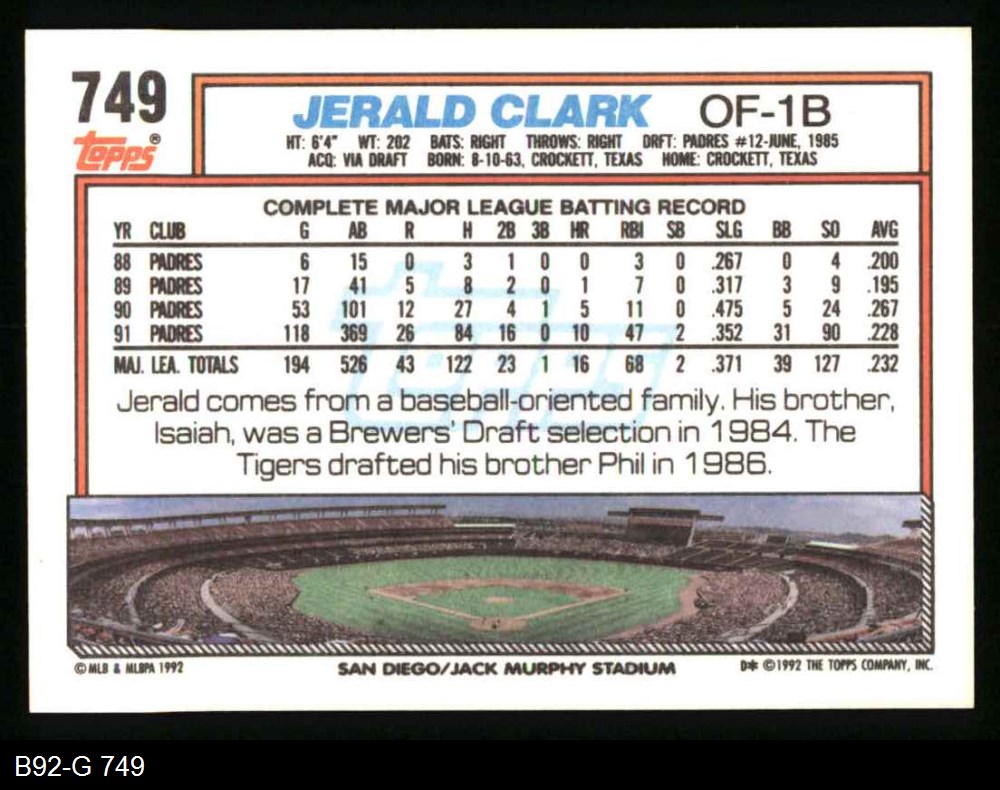 749
JERALD CLARK OF-1B
topps®
HT: 6'4" WT: 202 BATS: RIGHT THROWS: RIGHT DRFT: PADRES #12-JUNE, 1985
ACQ: VIA DRAFT BORN: 8-10-63, CROCKETT, TEXAS HOME: CROCKETT, TEXAS
COMPLETE MAJOR LEAGUE BATTING RECORD
YR CLUB G AB R H 2B 3B HR RBI SB SLG BB SO AVG
88 PADRES 6 15 0 3 1 0 0 3 0 .267 0 4 .200
89 PADRES 17 41 5 8 2 0 1 7 0 .317 3 9 .195
90 PADRES 53 101 12 27 4 1 5 11 0 .475 5 24 .267
91 PADRES 118 369 26 84 16 0 10 47 2 .352 31 90 .228
MAJ. LEA. TOTALS 194 526 43 122 23 1 16 68 2 .371 39 127 .232
topps
Jerald comes from a baseball-oriented family. His brother,
Isaiah, was a Brewers' Draft selection in 1984. The
Tigers drafted his brother Phil in 1986.
© MLB & MLBPA 1992 SAN DIEGO/JACK MURPHY STADIUM D* © 1992 THE TOPPS COMPANY, INC.
B92-G 749